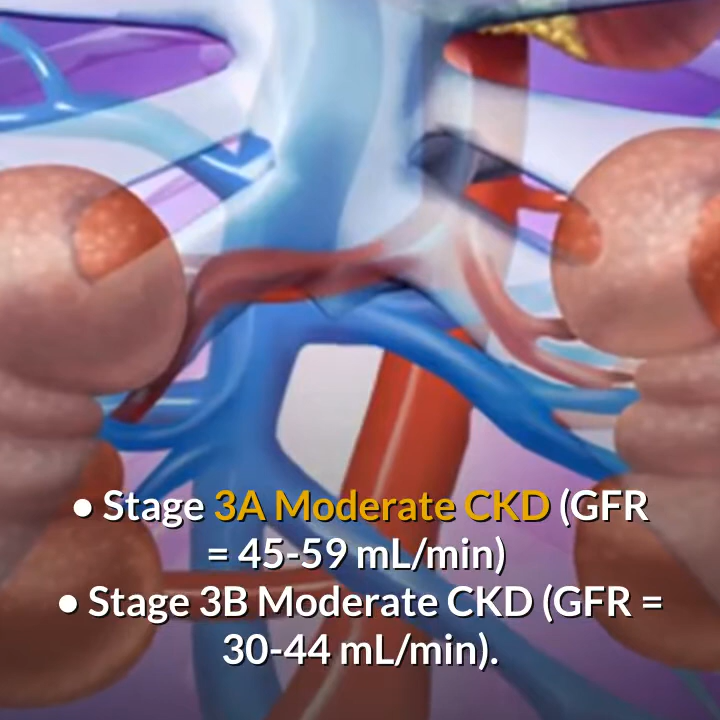 • Stage 3A Moderate CKD (GFR
= 45-59 mL/min)
• Stage 3B Moderate CKD (GFR =
30-44 mL/min).